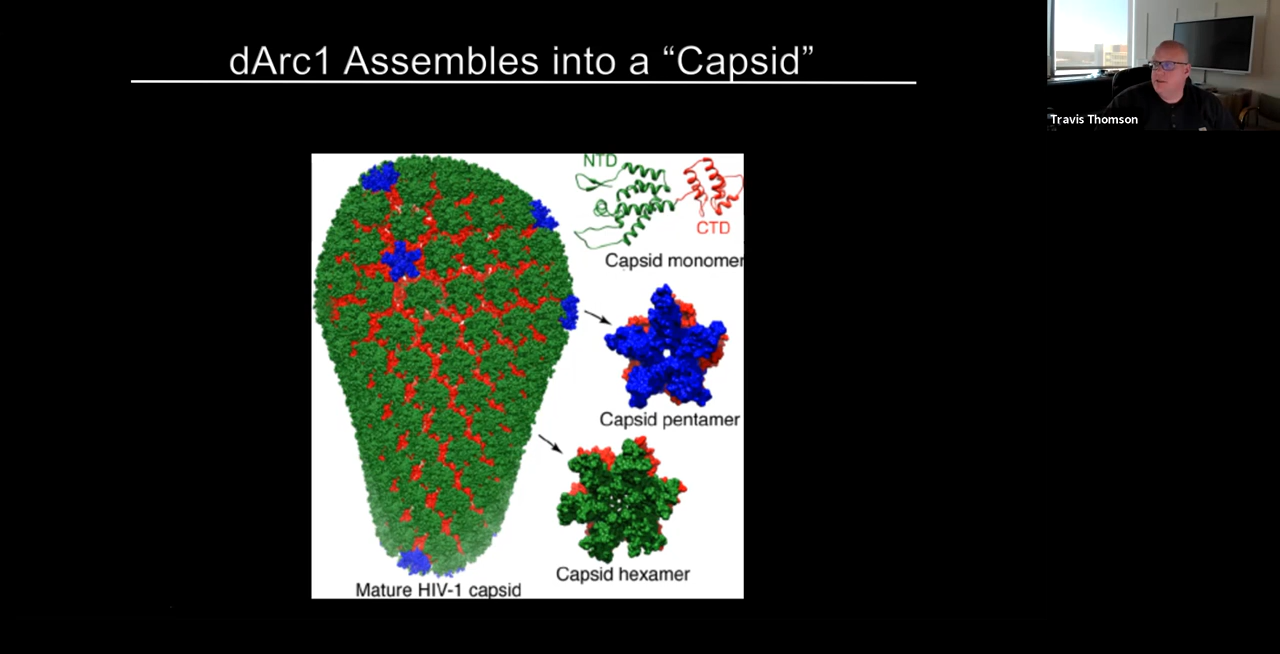 dArc1 Assembles into a “Capsid”
Travis Thomson
NTD
CTD
Capsid monomer
Capsid pentamer
Capsid hexamer
Mature HIV-1 capsid